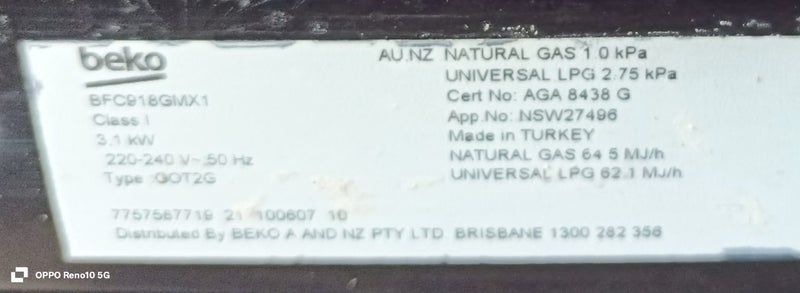 beko
BFC918GMX1
Class I
3.1 kW
220-240 V~ 50 Hz
Type :GOT2G
AU.NZ NATURAL GAS 1.0 kPa
UNIVERSAL LPG 2.75 kPa
Cert No: AGA 8438 G
App.No: NSW27496
Made in TURKEY
NATURAL GAS 64.5 MJ/h
UNIVERSAL LPG 62.1 MJ/h
7757587719 21 100607 10
Distributed By BEKO A AND NZ PTY LTD BRISBANE 1300 282 356
OPPO Reno10 5G